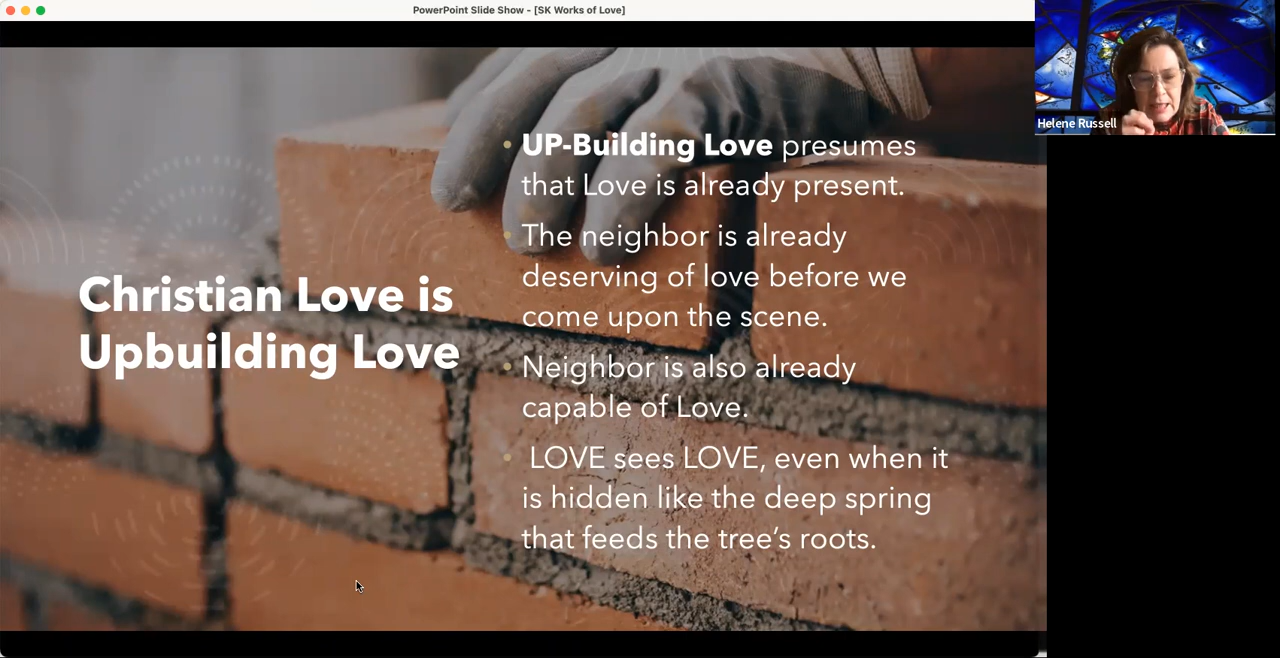 PowerPoint Slide Show - [SK Works of Love]
Helene Russell
Christian Love is
Upbuilding Love
• UP-Building Love presumes
that Love is already present.
• The neighbor is already
deserving of love before we
come upon the scene.
• Neighbor is also already
capable of Love.
• LOVE sees LOVE, even when it
is hidden like the deep spring
that feeds the tree’s roots.